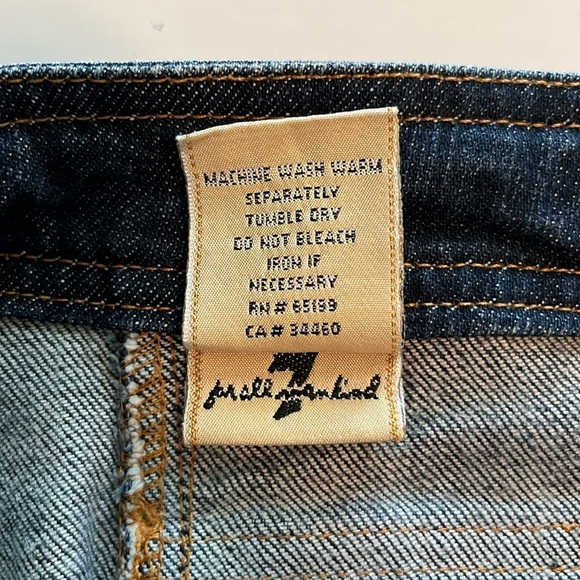 MACHINE WASH WARM
SEPARATELY
TUMBLE DRY
DO NOT BLEACH
IRON IF
NECESSARY
RN # 65199
CA # 34460
7
for all mankind